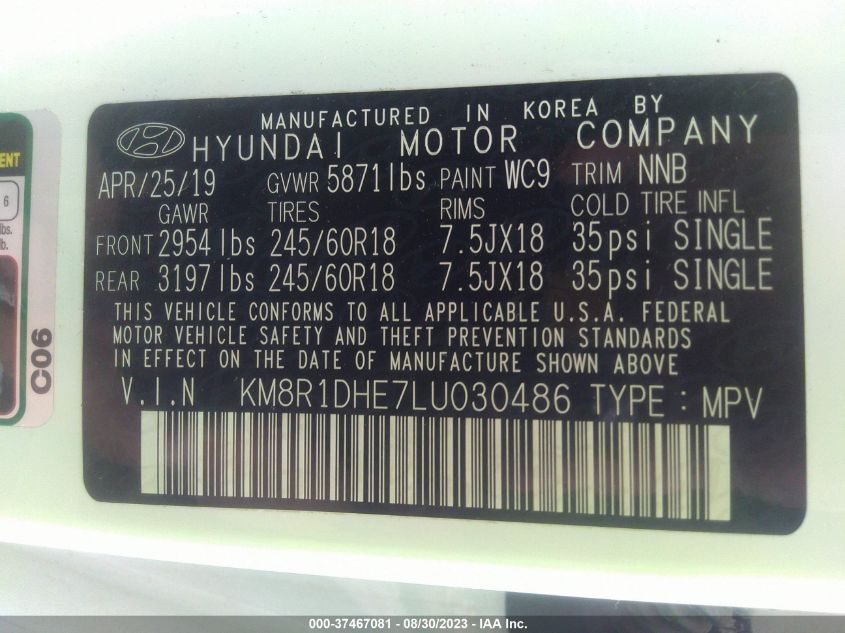 MANUFACTURED IN KOREA BY
HYUNDAI MOTOR COMPANY
APR/25/19 GVWR 5871lbs PAINT WC9 TRIM NNB
GAWR TIRES RIMS COLD TIRE INFL
FRONT 2954lbs 245/60R18 7.5JX18 35psi SINGLE
REAR 3197lbs 245/60R18 7.5JX18 35psi SINGLE
THIS VEHICLE CONFORMS TO ALL APPLICABLE U.S.A. FEDERAL
MOTOR VEHICLE SAFETY AND THEFT PREVENTION STANDARDS
IN EFFECT ON THE DATE OF MANUFACTURE SHOWN ABOVE
V.I.N KM8R1DHE7LU030486 TYPE : MPV
6
C06
000-37467081 - 08/30/2023 - © IAA, Inc.